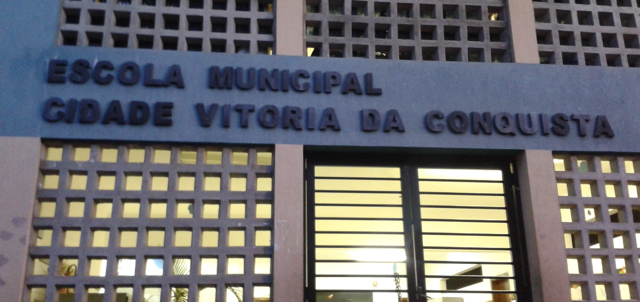 ESCOLA MUNICIPAL
CIDADE VITORIA DA CONQUISTA